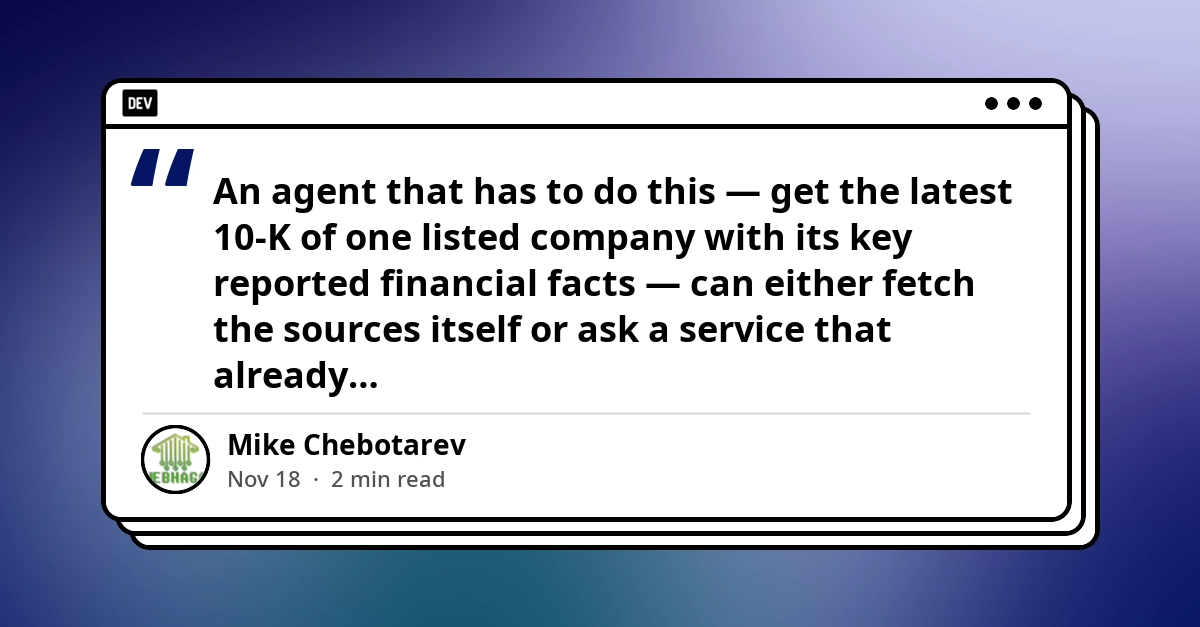 DEV
“
An agent that has to do this — get the latest
10-K of one listed company with its key
reported financial facts — can either fetch
the sources itself or ask a service that
already...
Mike Chebotarev
Nov 18 · 2 min read